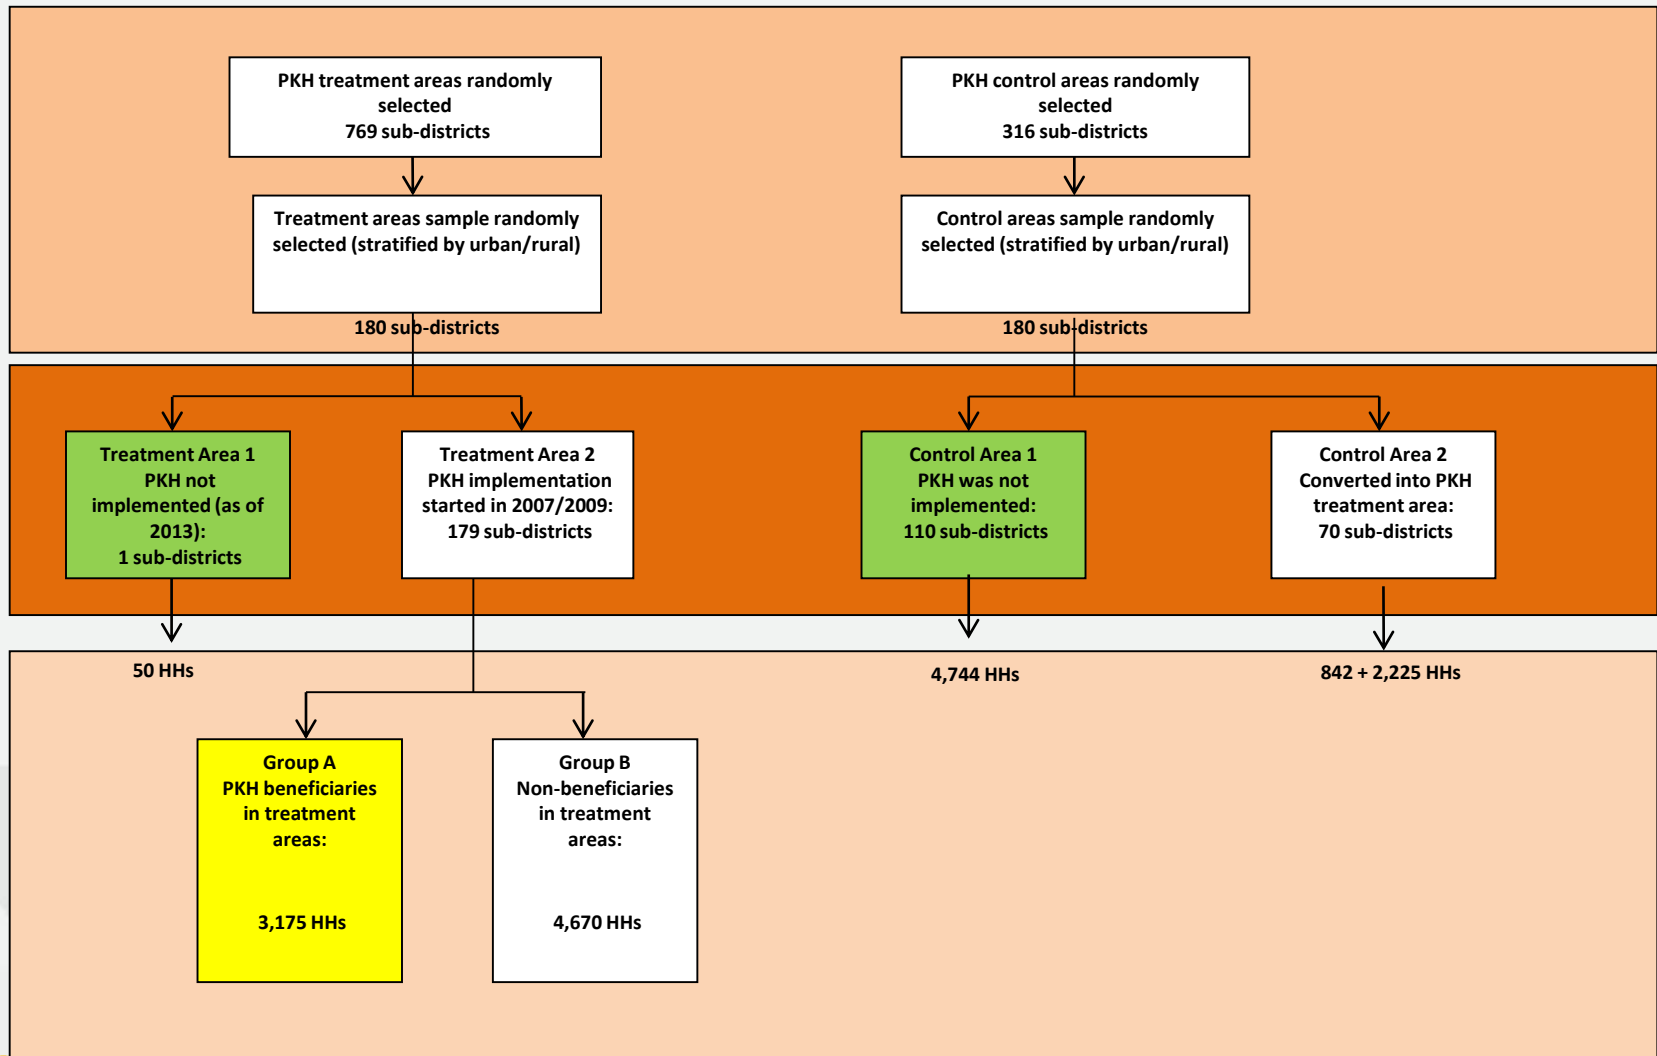 PKH treatment areas randomly
selected
769 sub-districts
PKH control areas randomly
selected
316 sub-districts
Treatment areas sample randomly
selected (stratified by urban/rural)
180 sub-districts
Control areas sample randomly
selected (stratified by urban/rural)
180 sub-districts
Treatment Area 1
PKH not
implemented (as of
2013):
1 sub-districts
Treatment Area 2
PKH implementation
started in 2007/2009:
179 sub-districts
Control Area 1
PKH was not
implemented:
110 sub-districts
Control Area 2
Converted into PKH
treatment area:
70 sub-districts
50 HHs
4,744 HHs
842 + 2,225 HHs
Group A
PKH beneficiaries
in treatment
areas:
3,175 HHs
Group B
Non-beneficiaries
in treatment
areas:
4,670 HHs